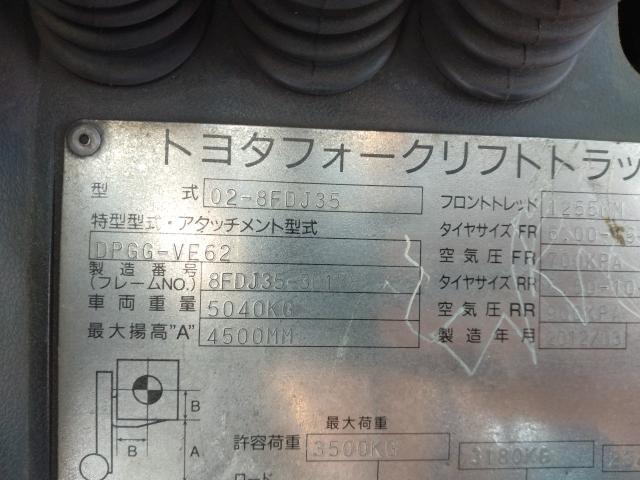 トヨタフォークリフトトラッ
型 式 02-8FDJ35
フロントトレッド 1255MM
特型型式・アタッチメント型式
タイヤサイズ FR
DPGG-VE62
空気圧 FR
製造番号
(フレームNO.) 8FDJ35-
タイヤサイズ RR
車両重量 5040KG
空気圧 RR
最大揚高"A" 4500MM
製造年月
B
B
A
最大荷重
許容荷重 3500KG 3180KG